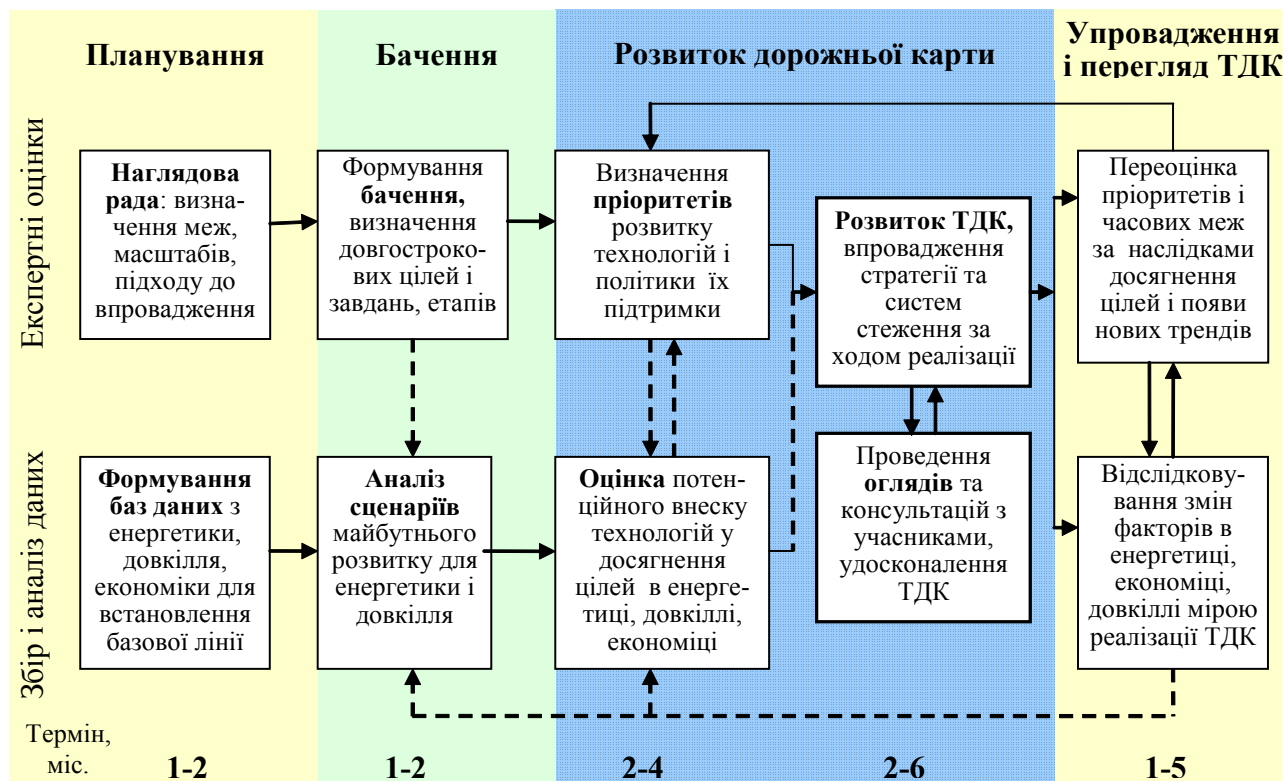 Планування
Бачення
Розвиток дорожньої карти
Упровадження
і перегляд ТДК
Експертні оцінки
Наглядова
рада: визна-
чення меж,
масштабів,
підходу до
впровадження
Формування
бачення,
визначення
довгостроко-
вих цілей і
завдань, етапів
Визначення
пріоритетів
розвитку
технологій і
політики їх
підтримки
Розвиток ТДК,
впровадження
стратегії та
систем
стеження за
ходом реалізації
Переоцінка
пріоритетів і
часових меж
за наслідками
досягнення
цілей і появи
нових трендів
Збір і аналіз даних
Формування
баз даних з
енергетики,
довкілля,
економіки для
встановлення
базової лінії
Аналіз
сценаріїв
майбутнього
розвитку для
енергетики і
довкілля
Оцінка потен-
ційного внеску
технологій у
досягнення
цілей в енерге-
тиці, довкіллі,
економіці
Проведення
оглядів та
консультацій з
учасниками,
удосконалення
ТДК
Відслідкову-
вання змін
факторів в
енергетиці,
економіці,
довкіллі мірою
реалізації ТДК
Термін,
міс.
1-2
1-2
2-4
2-6
1-5